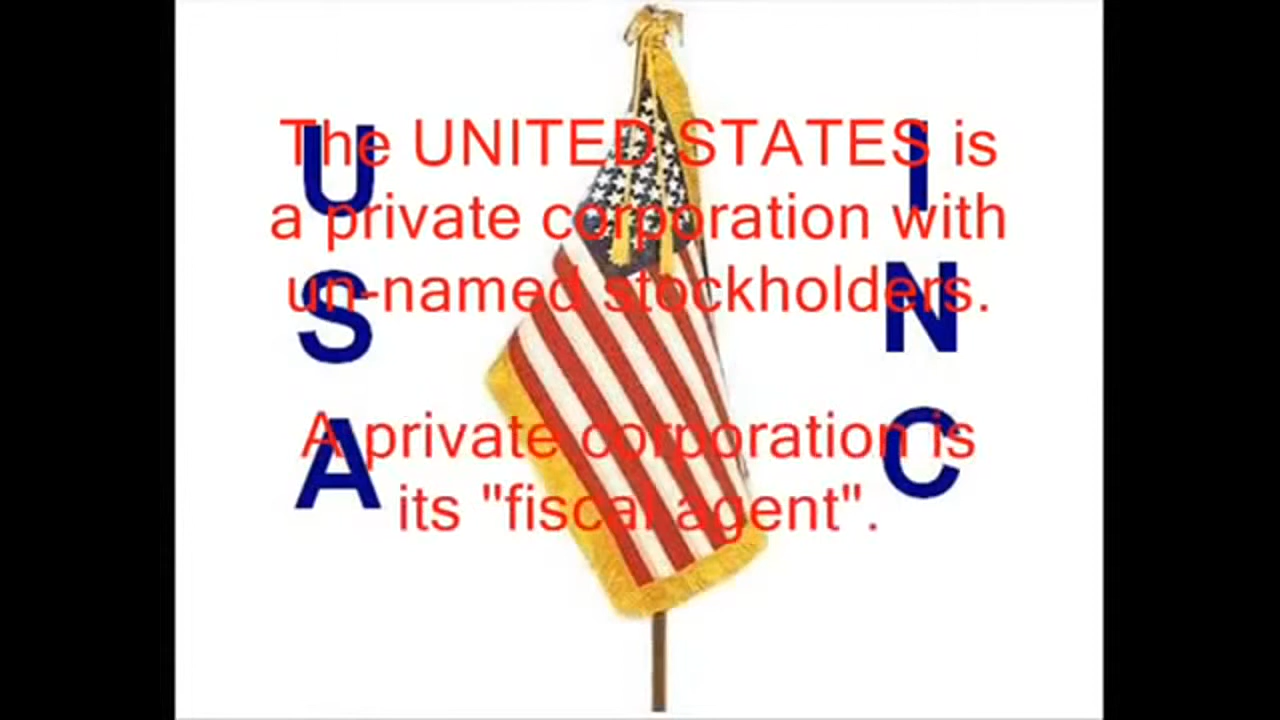 The UNITED STATES is
a private corporation with
un-named stockholders.
A private corporation is
its "fiscal agent".
U
S
A
I
N
C